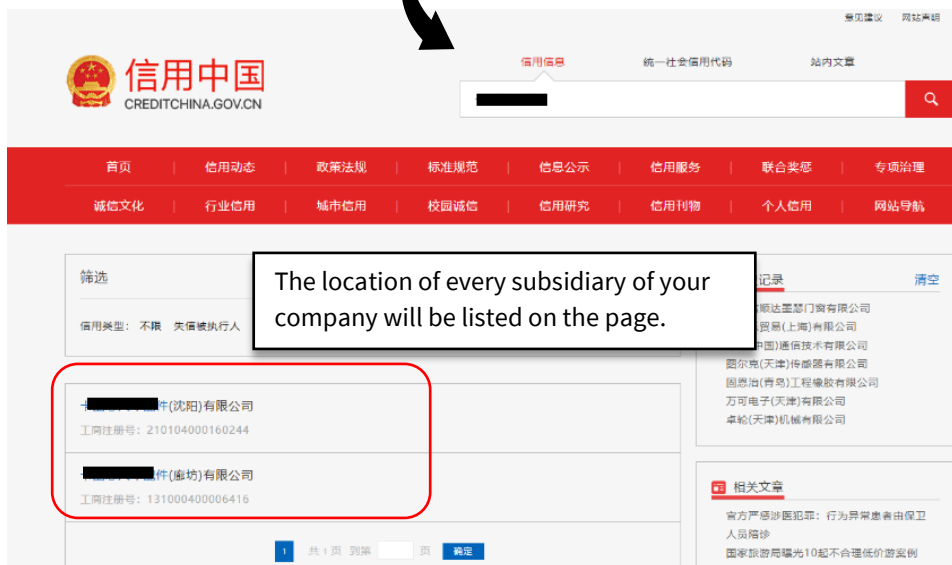 意见建议 网站声明
信用中国
CREDITCHINA.GOV.CN
信用信息 统一社会信用代码 站内文章
首页 | 信用动态 | 政策法规 | 标准规范 | 信息公示 | 信用服务 | 联合奖惩 | 专项治理
诚信文化 | 行业信用 | 城市信用 | 校园诚信 | 信用研究 | 信用刊物 | 个人信用 | 网站导航
筛选
信用类型: 不限 失信被执行人
The location of every subsidiary of your
company will be listed on the page.
记录 清空
顺达墨瑟门窗有限公司
贸易(上海)有限公司
中国)通信技术有限公司
图尔克(天津)传感器有限公司
固恩治(青岛)工程橡胶有限公司
万可电子(天津)有限公司
卓轮(天津)机械有限公司
件(沈阳)有限公司
工商注册号: 210104000160244
件(廊坊)有限公司
工商注册号: 131000400006416
1 共1页 到第 页 确定
相关文章
官方严惩涉医犯罪: 行为异常患者由保卫
人员陪诊
国家旅游局曝光10起不合理低价游案例